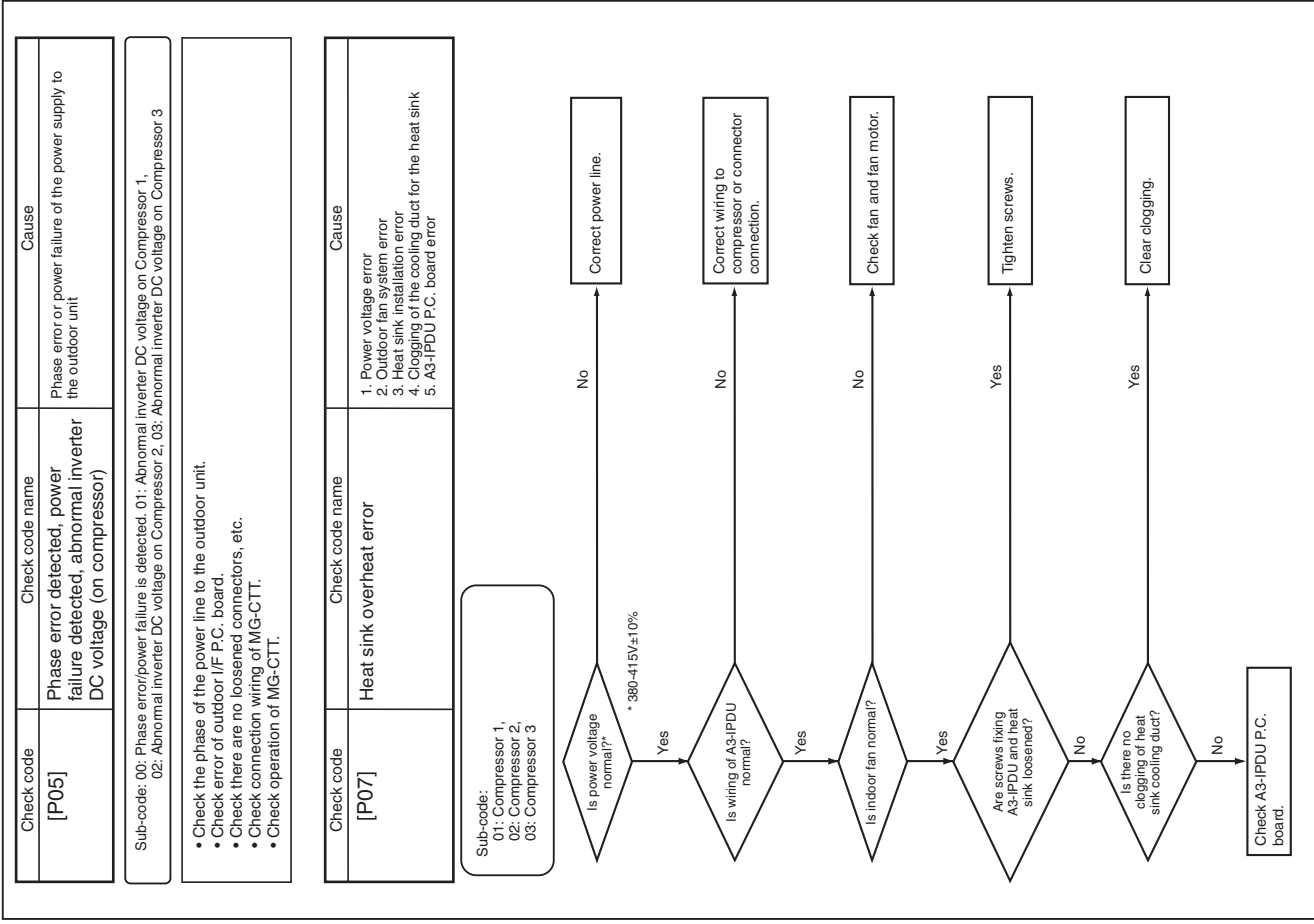 Check code
Check code name
Cause
[P05]
Phase error detected, power
failure detected, abnormal inverter
DC voltage (on compressor)
Phase error or power failure of the power supply to
the outdoor unit
Sub-code: 00: Phase error/power failure is detected. 01: Abnormal inverter DC voltage on Compressor 1,
02: Abnormal inverter DC voltage on Compressor 2, 03: Abnormal inverter DC voltage on Compressor 3
• Check the phase of the power line to the outdoor unit.
• Check error of outdoor I/F P.C. board.
• Check there are no loosened connectors, etc.
• Check connection wiring of MG-CTT.
• Check operation of MG-CTT.
Check code
Check code name
Cause
[P07]
Heat sink overheat error
1. Power voltage error
2. Outdoor fan system error
3. Heat sink installation error
4. Clogging of the cooling duct for the heat sink
5. A3-IPDU P.C. board error
Sub-code:
01: Compressor 1,
02: Compressor 2,
03: Compressor 3
Is power voltage
normal?*
No
Correct power line.
* 380-415V±10%
Yes
Is wiring of A3-IPDU
normal?
No
Correct wiring to
compressor or connector
connection.
Yes
Is indoor fan normal?
No
Check fan and fan motor.
Yes
Are screws fixing
A3-IPDU and heat
sink loosened?
Yes
Tighten screws.
No
Is there no
clogging of heat
sink cooling duct?
Yes
Clear clogging.
No
Check A3-IPDU P.C.
board.